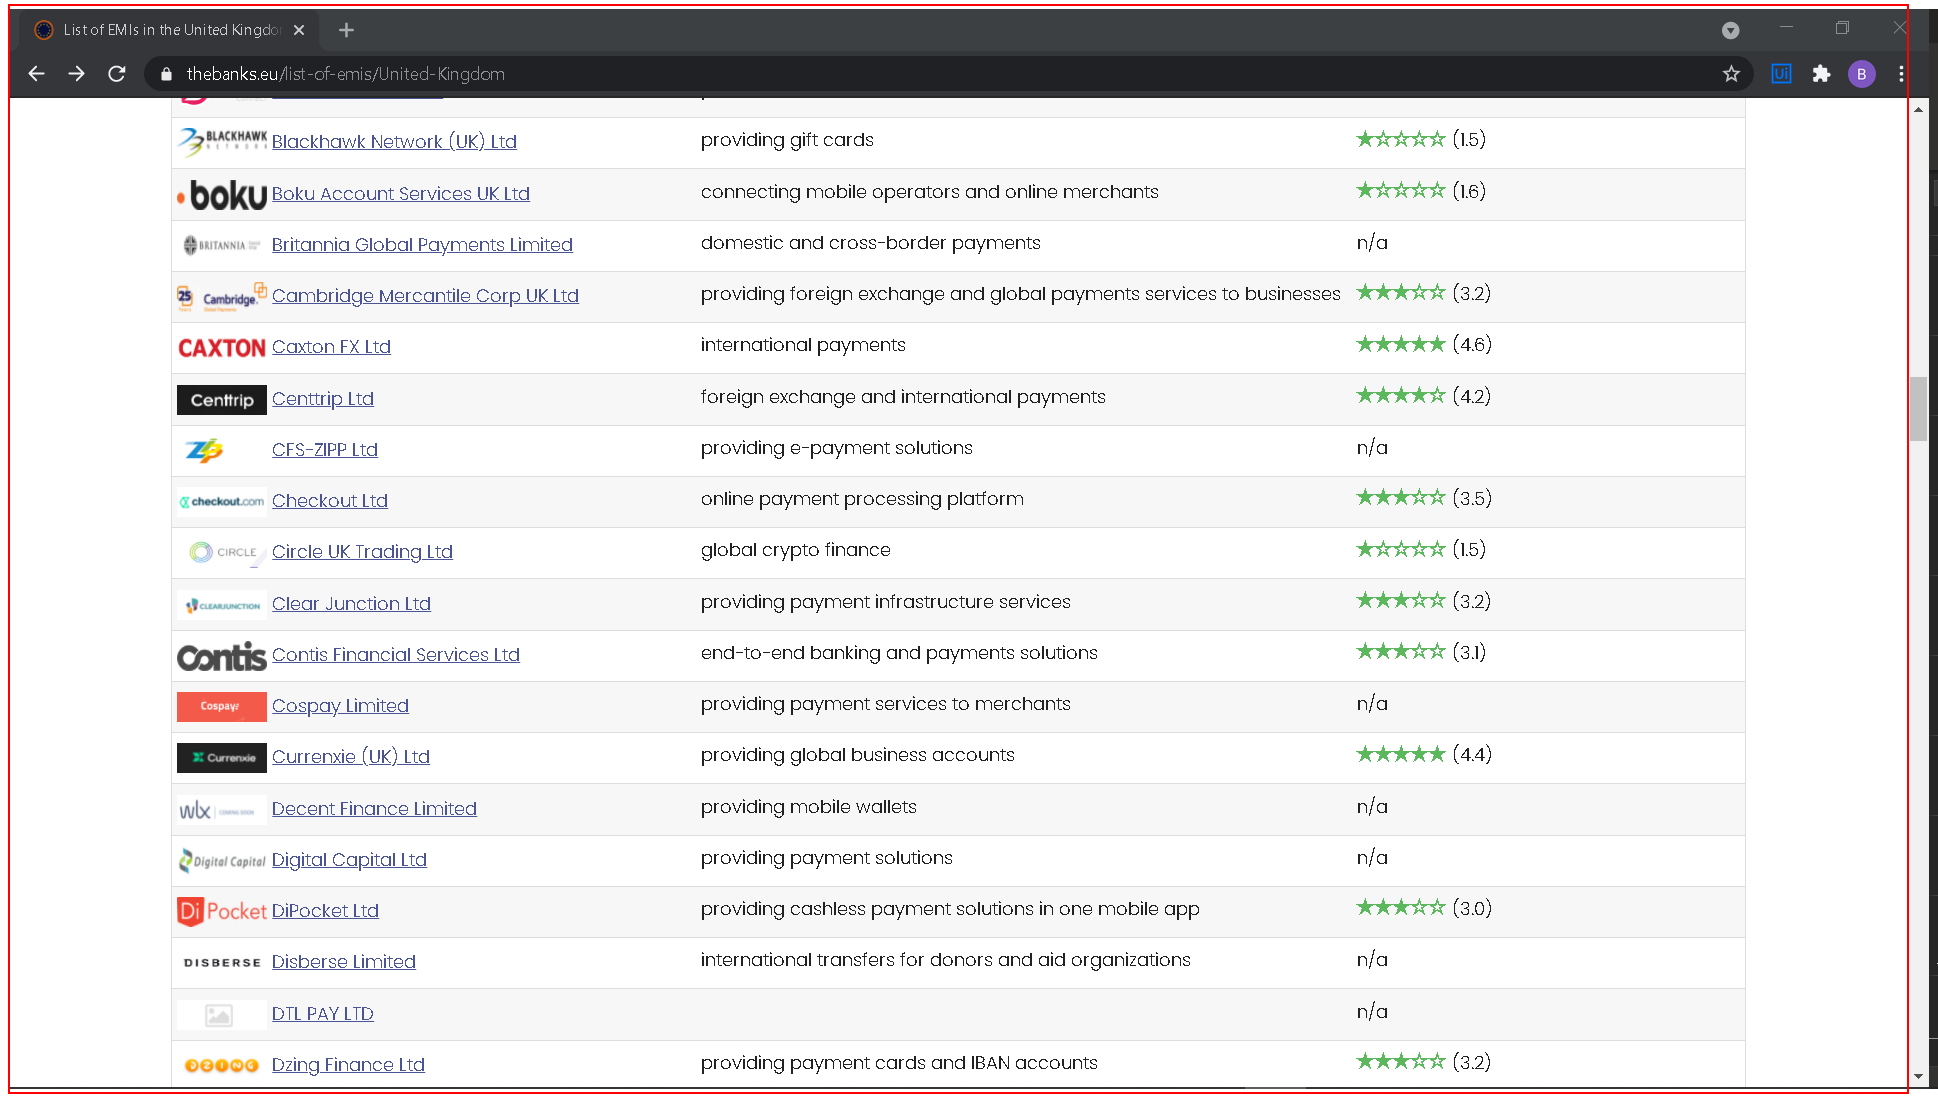 List of EMIs in the United Kingdo
thebanks.eu/list-of-emis/United-Kingdom
Ui
B
BLACKHAWK NETWORK Blackhawk Network (UK) Ltd providing gift cards (1.5)
boku Boku Account Services UK Ltd connecting mobile operators and online merchants (1.6)
BRITANNIA Britannia Global Payments Limited domestic and cross-border payments n/a
25 Cambridge Cambridge Mercantile Corp UK Ltd providing foreign exchange and global payments services to businesses (3.2)
CAXTON Caxton FX Ltd international payments (4.6)
Centtrip Centtrip Ltd foreign exchange and international payments (4.2)
CFS-ZIPP Ltd providing e-payment solutions n/a
checkout.com Checkout Ltd online payment processing platform (3.5)
CIRCLE Circle UK Trading Ltd global crypto finance (1.5)
CLEARJUNCTION Clear Junction Ltd providing payment infrastructure services (3.2)
Contis Contis Financial Services Ltd end-to-end banking and payments solutions (3.1)
Cospay Cospay Limited providing payment services to merchants n/a
Currenxie Currenxie (UK) Ltd providing global business accounts (4.4)
wlx COMING SOON Decent Finance Limited providing mobile wallets n/a
Digital Capital Digital Capital Ltd providing payment solutions n/a
DiPocket DiPocket Ltd providing cashless payment solutions in one mobile app (3.0)
DISBERSE Disberse Limited international transfers for donors and aid organizations n/a
DTL PAY LTD n/a
DZING Dzing Finance Ltd providing payment cards and IBAN accounts (3.2)